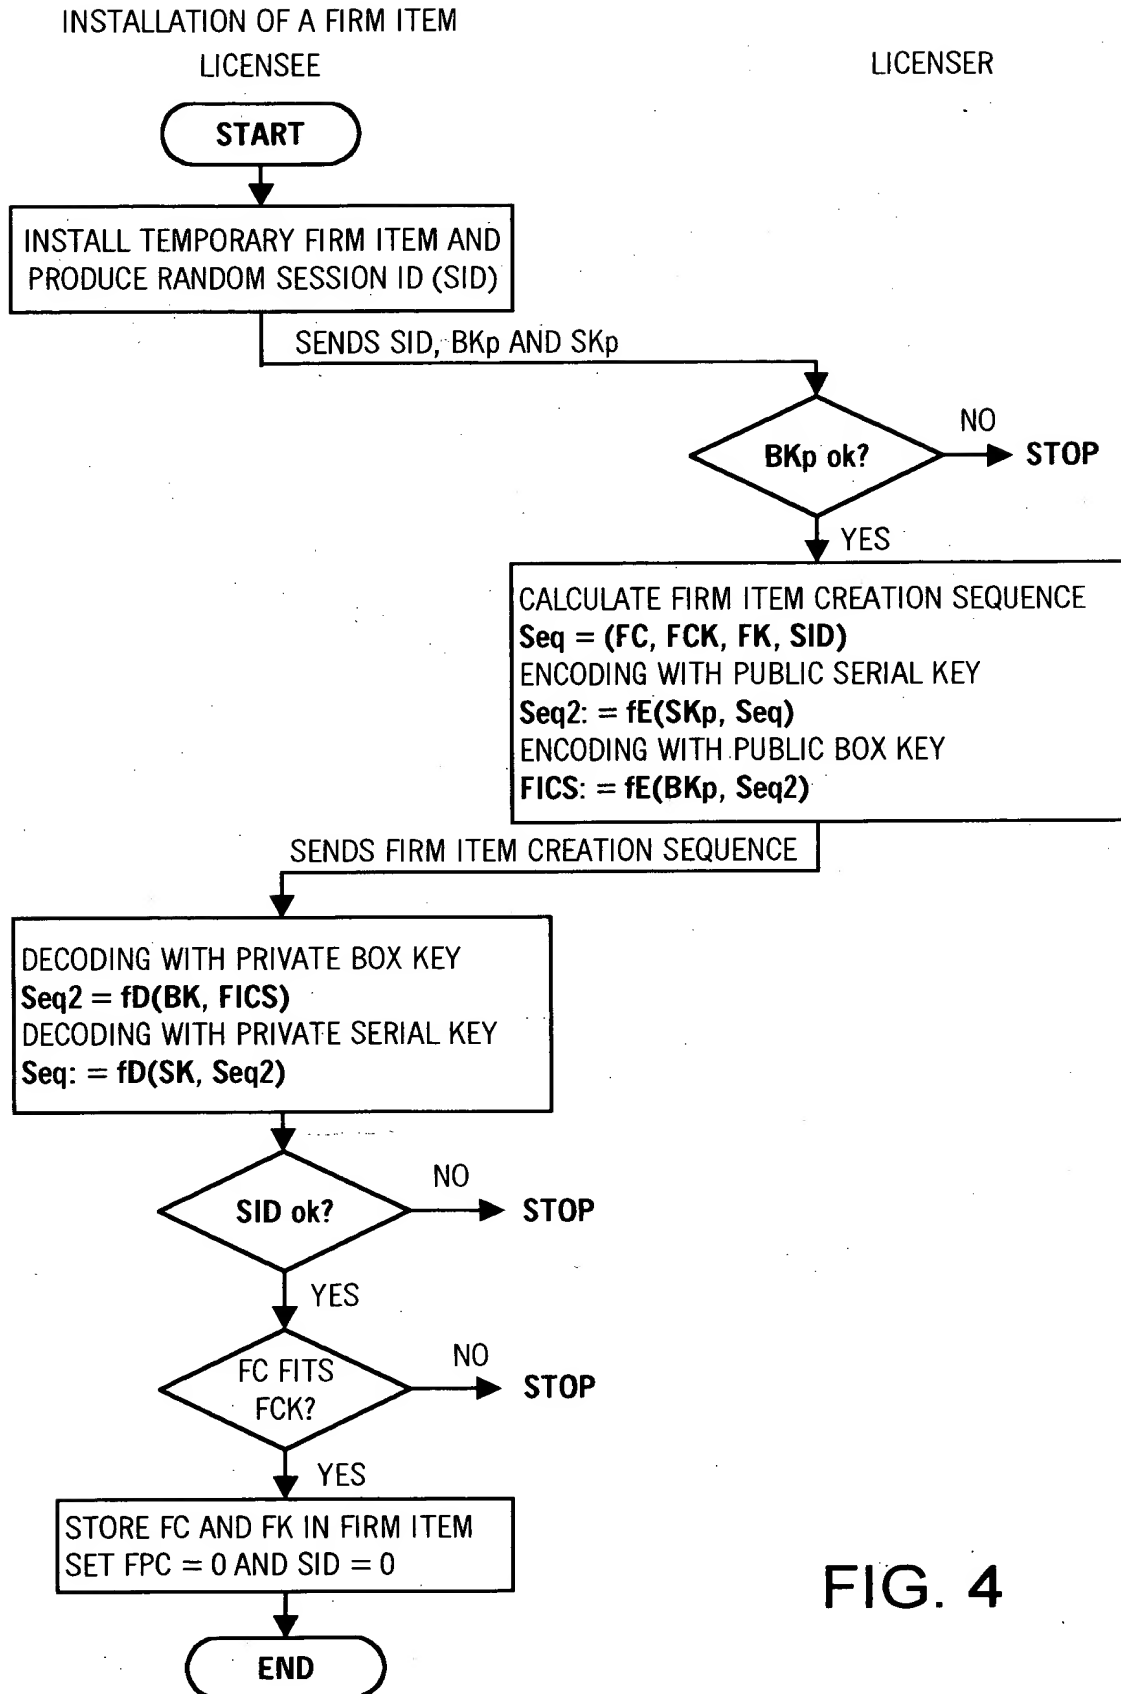 INSTALLATION OF A FIRM ITEM
LICENSEE
LICENSER
START
INSTALL TEMPORARY FIRM ITEM AND
PRODUCE RANDOM SESSION ID (SID)
SENDS SID, BKp AND SKp
BKp ok?
NO
STOP
YES
CALCULATE FIRM ITEM CREATION SEQUENCE
Seq = (FC, FCK, FK, SID)
ENCODING WITH PUBLIC SERIAL KEY
Seq2: = fE(SKp, Seq)
ENCODING WITH PUBLIC BOX KEY
FICS: = fE(BKp, Seq2)
SENDS FIRM ITEM CREATION SEQUENCE
DECODING WITH PRIVATE BOX KEY
Seq2 = fD(BK, FICS)
DECODING WITH PRIVATE SERIAL KEY
Seq: = fD(SK, Seq2)
SID ok?
NO
STOP
YES
FC FITS
FCK?
NO
STOP
YES
STORE FC AND FK IN FIRM ITEM
SET FPC = 0 AND SID = 0
END
FIG. 4